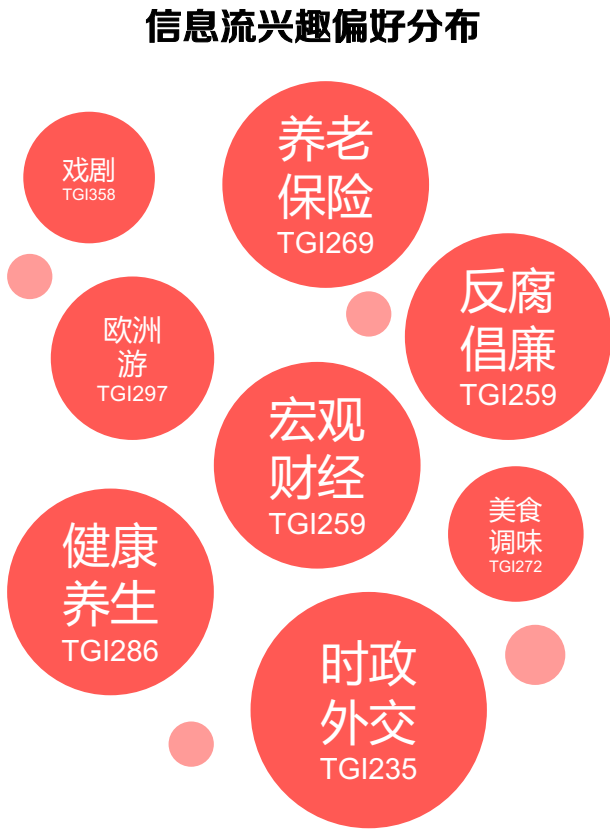 信息流兴趣偏好分布
戏剧
TGI358
养老
保险
TGI269
反腐
倡廉
TGI259
欧洲
游
TGI297
宏观
财经
TGI259
美食
调味
TGI272
健康
养生
TGI286
时政
外交
TGI235